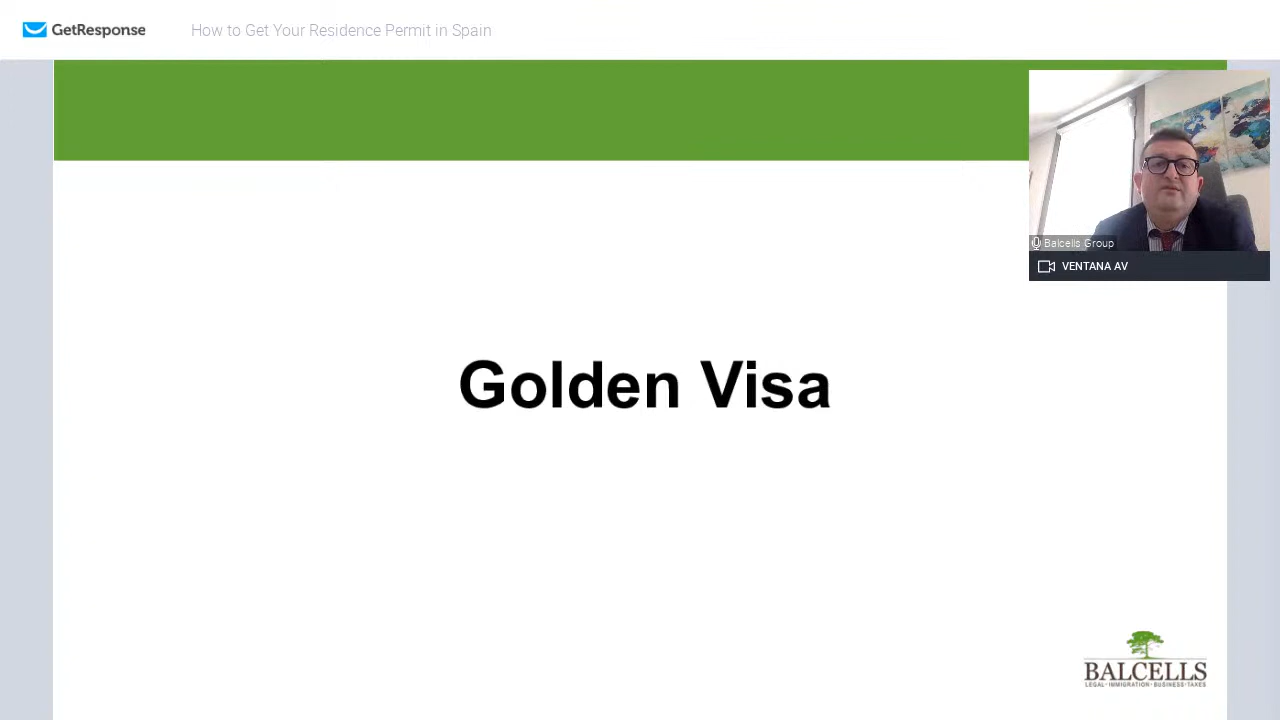 GetResponse
How to Get Your Residence Permit in Spain
Balcells Group
VENTANA AV
Golden Visa
BALCELLS
LEGAL·IMMIGRATION·BUSINESS·TAXES